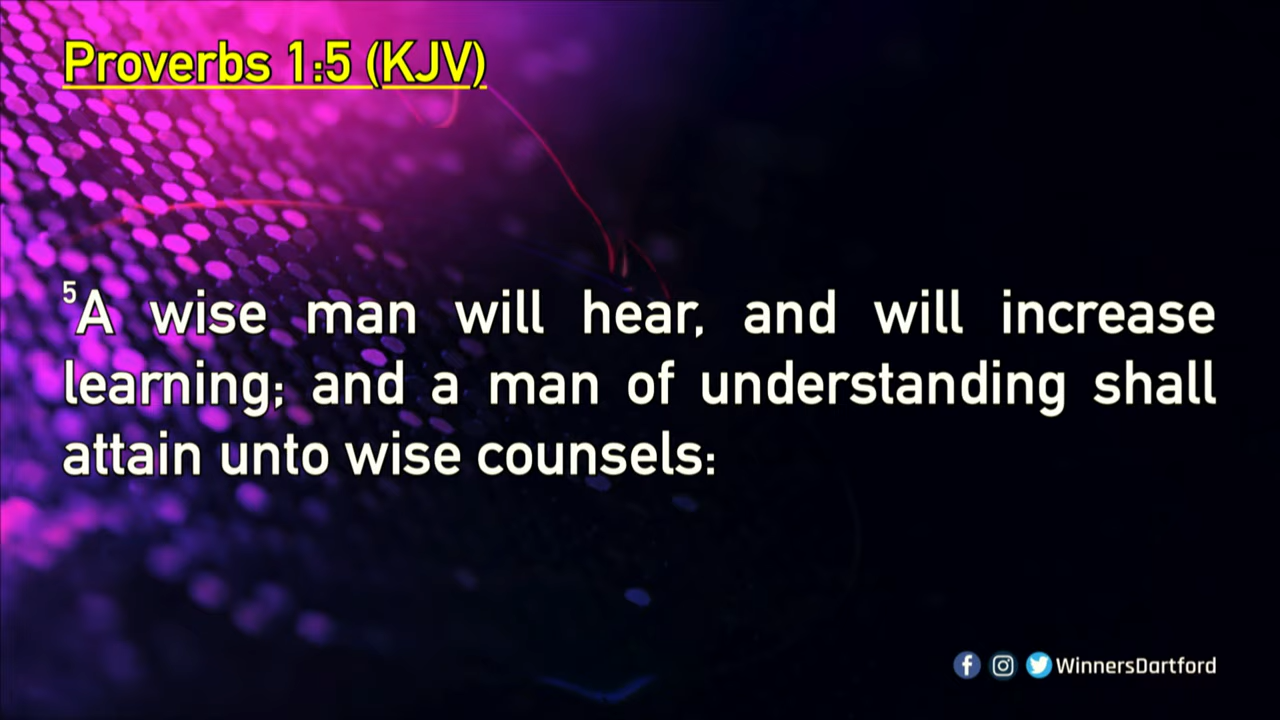 Proverbs 1:5 (KJV)
5A wise man will hear, and will increase
learning; and a man of understanding shall
attain unto wise counsels:
WinnersDartford